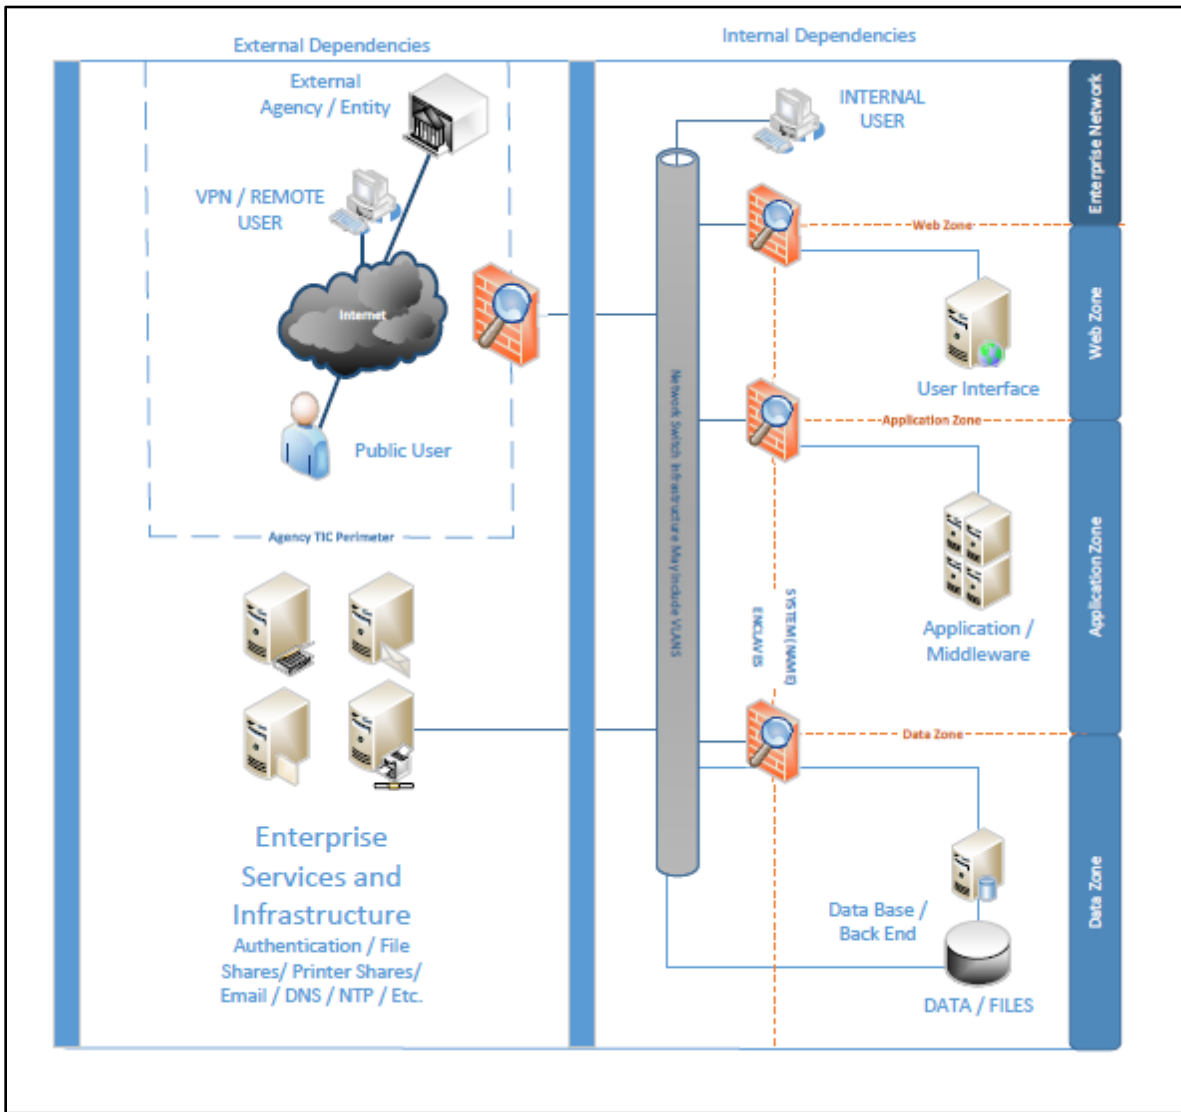 External Dependencies
Internal Dependencies
External
Agency / Entity
VPN / REMOTE
USER
Internet
Public User
Agency TIC Perimeter
Enterprise
Services and
Infrastructure
Authentication / File
Shares/ Printer Shares/
Email / DNS / NTP / Etc.
INTERNAL
USER
Network Switch Infrastructure May Include VLANS
Web Zone
User Interface
Application Zone
Application /
Middleware
SYSTEM (NAME)
ENCLAVES
Data Zone
Data Base /
Back End
DATA / FILES
Enterprise Network
Web Zone
Application Zone
Data Zone